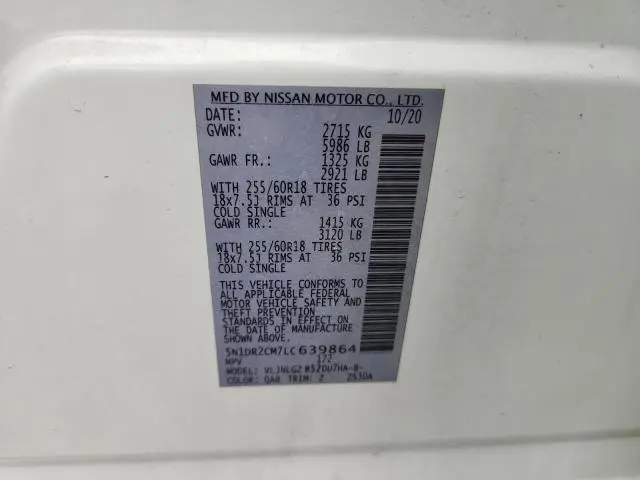 MFD BY NISSAN MOTOR CO., LTD.
DATE: 10/20
GVWR: 2715 KG
5986 LB
GAWR FR.: 1325 KG
2921 LB
WITH 255/60R18 TIRES
18x7.5J RIMS AT 36 PSI
COLD SINGLE
GAWR RR.: 1415 KG
3120 LB
WITH 255/60R18 TIRES
18x7.5J RIMS AT 36 PSI
COLD SINGLE
THIS VEHICLE CONFORMS TO
ALL APPLICABLE FEDERAL
MOTOR VEHICLE SAFETY AND
THEFT PREVENTION
STANDARDS IN EFFECT ON
THE DATE OF MANUFACTURE
SHOWN ABOVE.
5N1DR2CM7LC639864
MPV 172
MODEL:
COLOR: QAB TRIM: Z